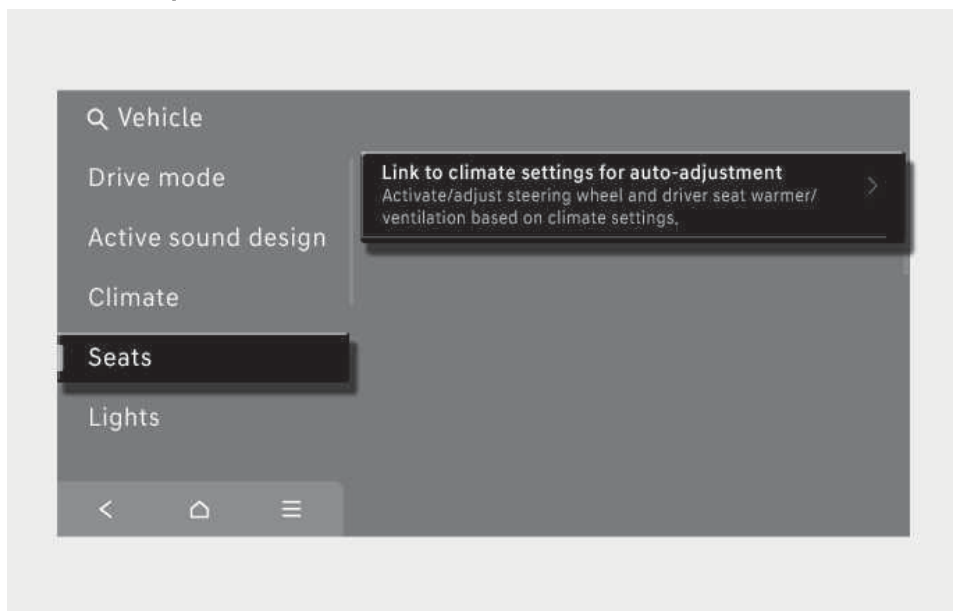 Vehicle
Drive mode
Active sound design
Climate
Seats
Lights
Link to climate settings for auto-adjustment
Activate/adjust steering wheel and driver seat warmer/
ventilation based on climate settings.